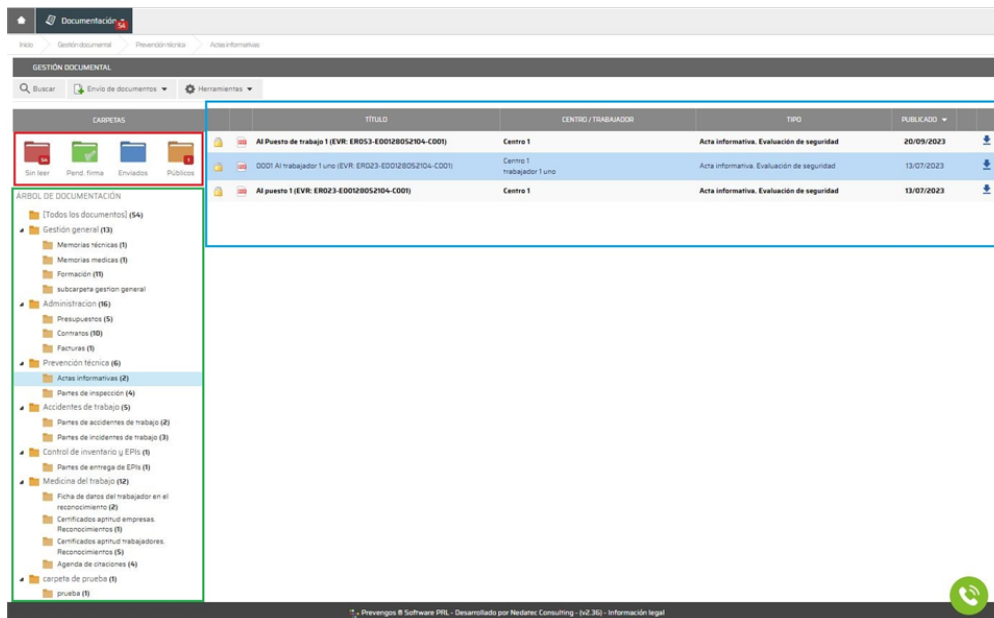 Documentación
54
Inicio Gestión documental Prevención técnica Actas informativas
GESTIÓN DOCUMENTAL
Buscar Envío de documentos Herramientas
CARPETAS
54 1
Sin leer Pend. firma Enviados Públicos
ARBOL DE DOCUMENTACIÓN
[Todos los documentos] (54)
Gestión general (13)
Memorias técnicas (1)
Memorias medicas (1)
Formación (11)
subcarpeta gestion general
Administracion (16)
Presupuestos (5)
Contratos (10)
Facturas (1)
Prevención técnica (6)
Actas informativas (2)
Partes de inspección (4)
Accidentes de trabajo (5)
Partes de accidentes de trabajo (2)
Partes de incidentes de trabajo (3)
Control de inventario y EPIs (1)
Partes de entrega de EPIs (1)
Medicina del trabajo (12)
Ficha de datos del trabajador en el
reconocimiento (2)
Certificados aptitud empresas.
Reconocimientos (1)
Certificados aptitud trabajadores.
Reconocimientos (5)
Agenda de citaciones (4)
carpeta de prueba (1)
prueba (1)
TÍTULO CENTRO / TRABAJADOR TIPO PUBLICADO
Al Puesto de trabajo 1 (EVR: ER053-E00128052104-C001) Centro 1 Acta informativa. Evaluación de seguridad 20/09/2023
0001 Al trabajador 1 uno (EVR: ER023-E00128052104-C001) Centro 1 Acta informativa. Evaluación de seguridad 13/07/2023
trabajador 1 uno
Al puesto 1 (EVR: ER023-E00128052104-C001) Centro 1 Acta informativa. Evaluación de seguridad 13/07/2023
Prevengos ® Software PRL - Desarrollado por Nedatec Consulting - (v2.36) - Información legal